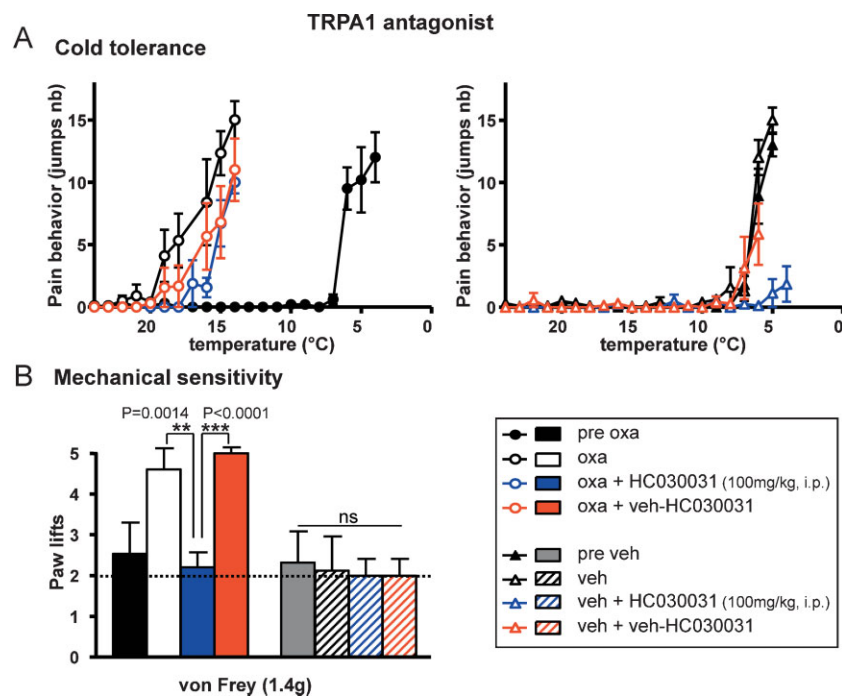 TRPA1 antagonist
A Cold tolerance
Pain behavior (jumps nb)
15
10
5
0
20 10 0
temperature (°C)
Pain behavior (jumps nb)
15
10
5
0
20 15 10 5 0
temperature (°C)
B Mechanical sensitivity
P=0.0014 P<0.0001
** ***
ns
Paw lifts
5
4
3
2
1
0
von Frey (1.4g)
pre oxa
oxa
oxa + HC030031 (100mg/kg, i.p.)
oxa + veh-HC030031
pre veh
veh
veh + HC030031 (100mg/kg, i.p.)
veh + veh-HC030031